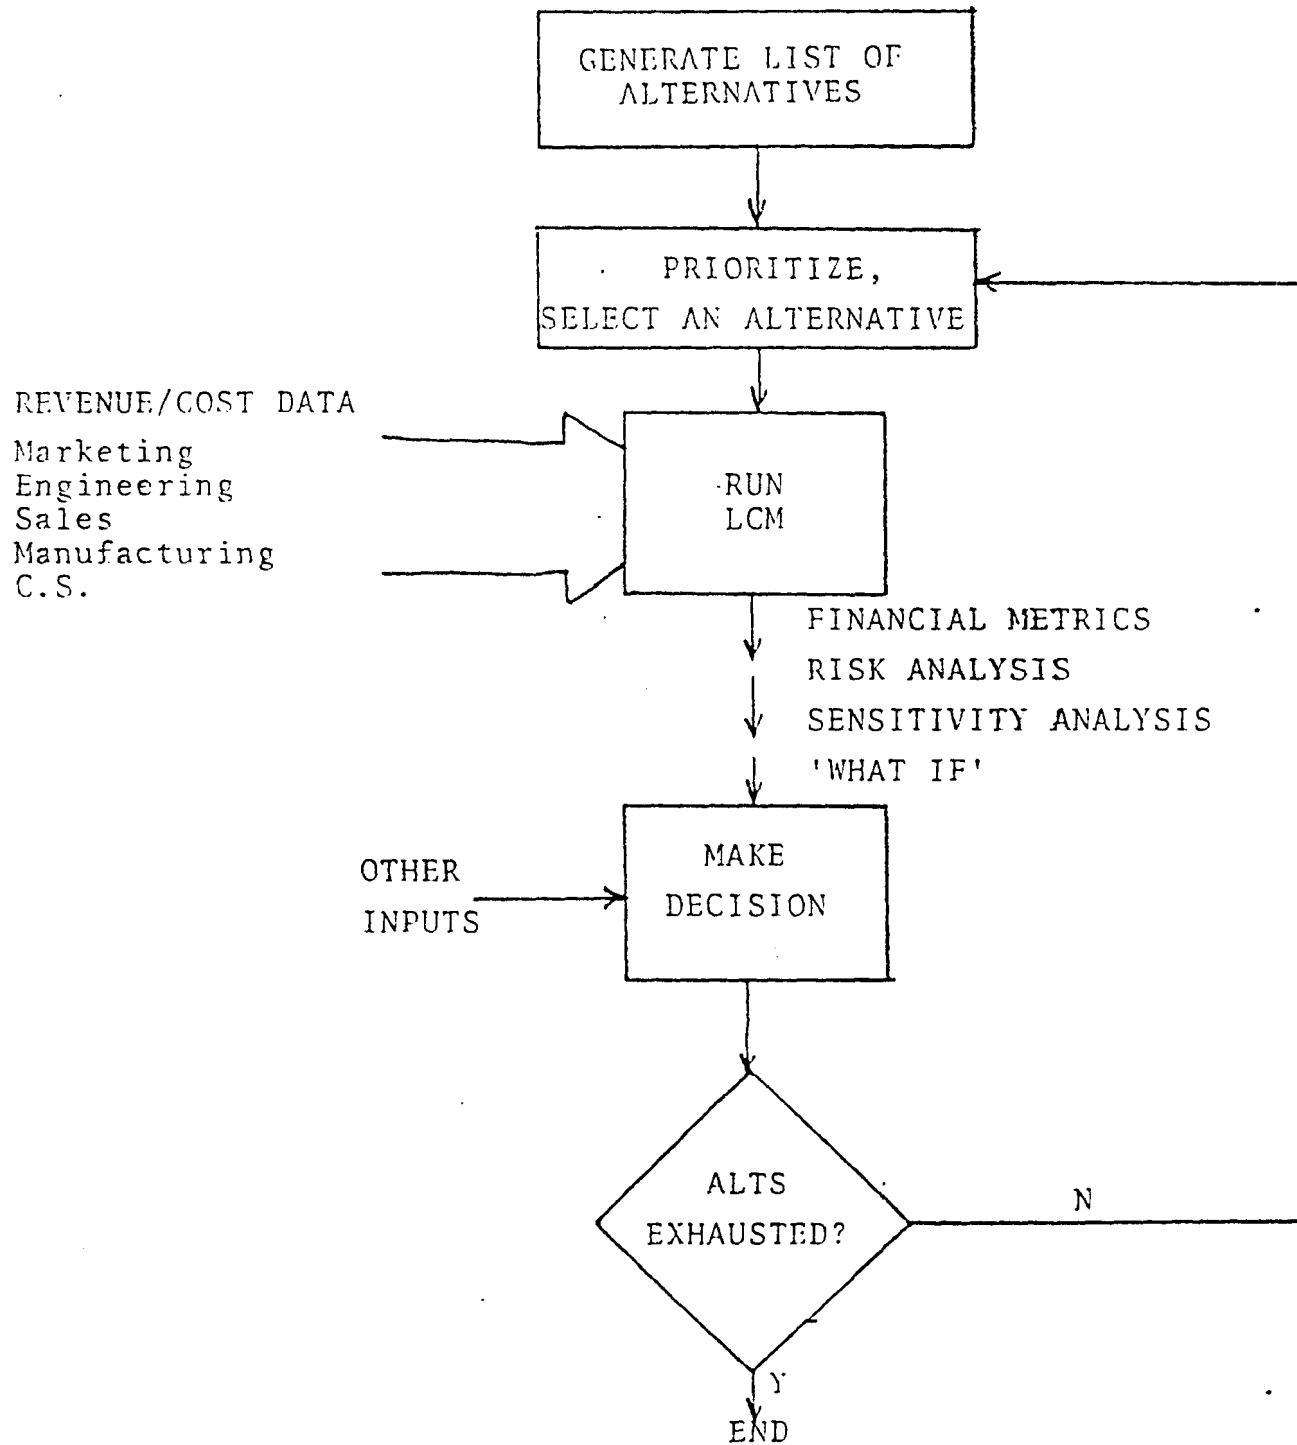 GENERATE LIST OF
ALTERNATIVES
PRIORITIZE,
SELECT AN ALTERNATIVE
REVENUE/COST DATA
Marketing
Engineering
Sales
Manufacturing
C.S.
RUN
LCM
FINANCIAL METRICS
RISK ANALYSIS
SENSITIVITY ANALYSIS
'WHAT IF'
MAKE
DECISION
OTHER
INPUTS
ALTS
EXHAUSTED?
N
Y
END